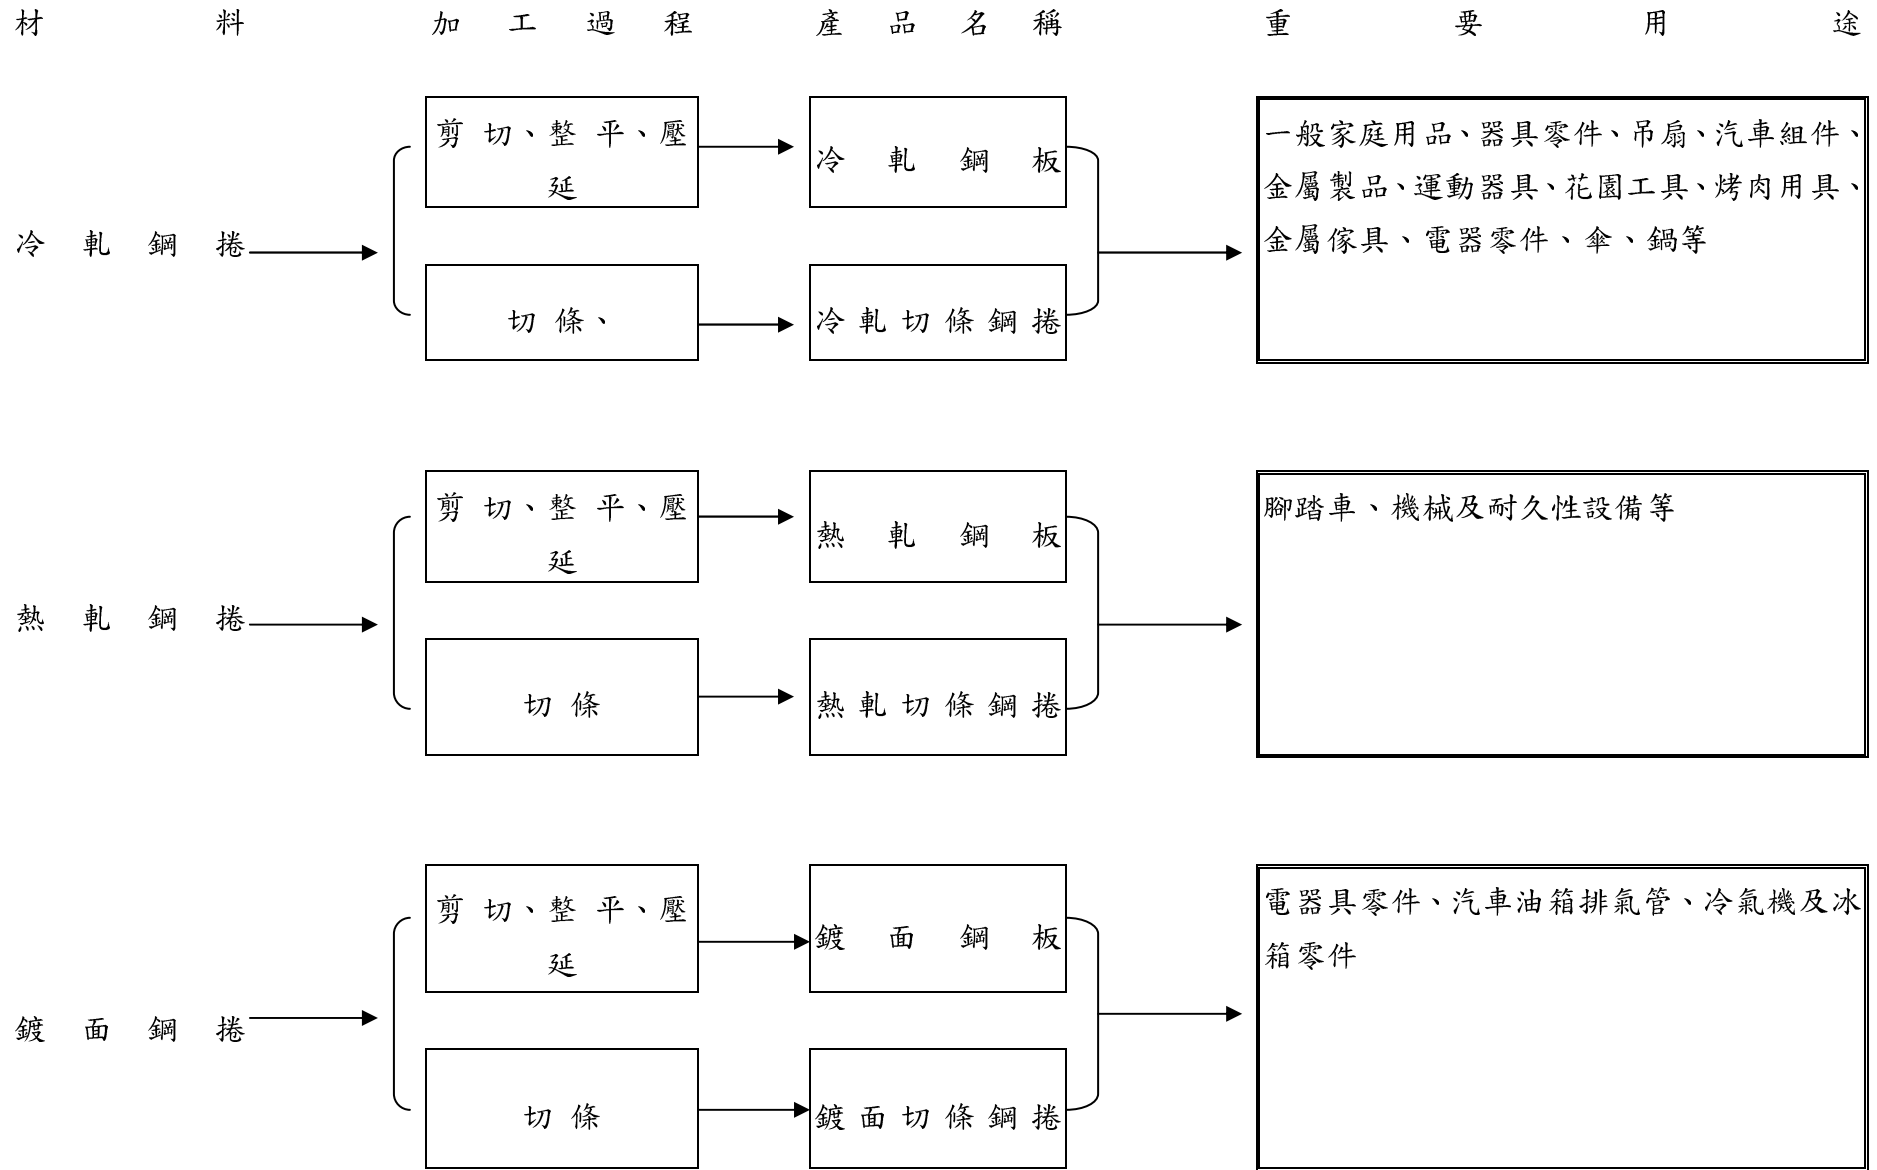 材料 加工過程 產品名稱 重要用途
剪切、整平、壓
延
冷軋鋼板
一般家庭用品、器具零件、吊扇、汽車組件、
金屬製品、運動器具、花園工具、烤肉用具、
金屬傢具、電器零件、傘、鍋等
冷軋鋼捲
切條、
冷軋切條鋼捲
剪切、整平、壓
延
熱軋鋼板
腳踏車、機械及耐久性設備等
熱軋鋼捲
切條
熱軋切條鋼捲
剪切、整平、壓
延
鍍面鋼板
電器具零件、汽車油箱排氣管、冷氣機及冰
箱零件
鍍面鋼捲
切條
鍍面切條鋼捲